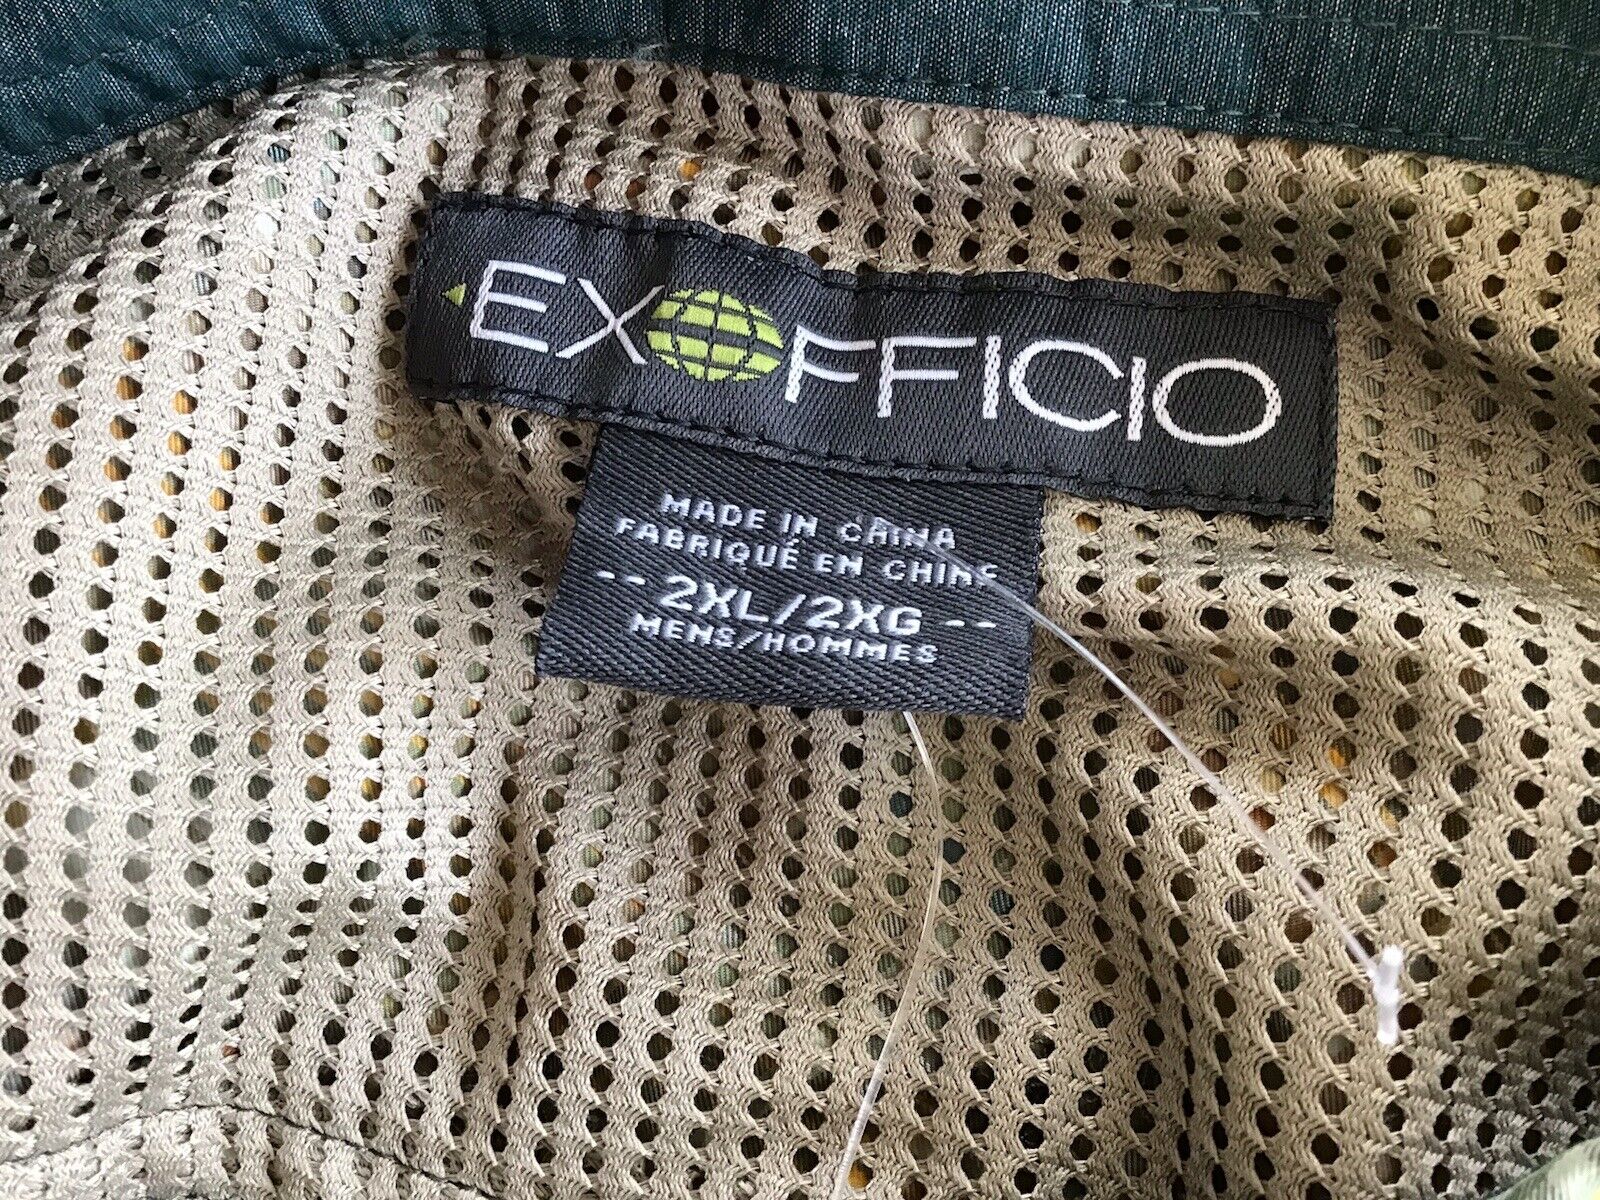 EXOFFICIO
MADE IN CHINA
FABRIQUÉ EN CHINE
-- 2XL/2XG --
MENS/HOMMES